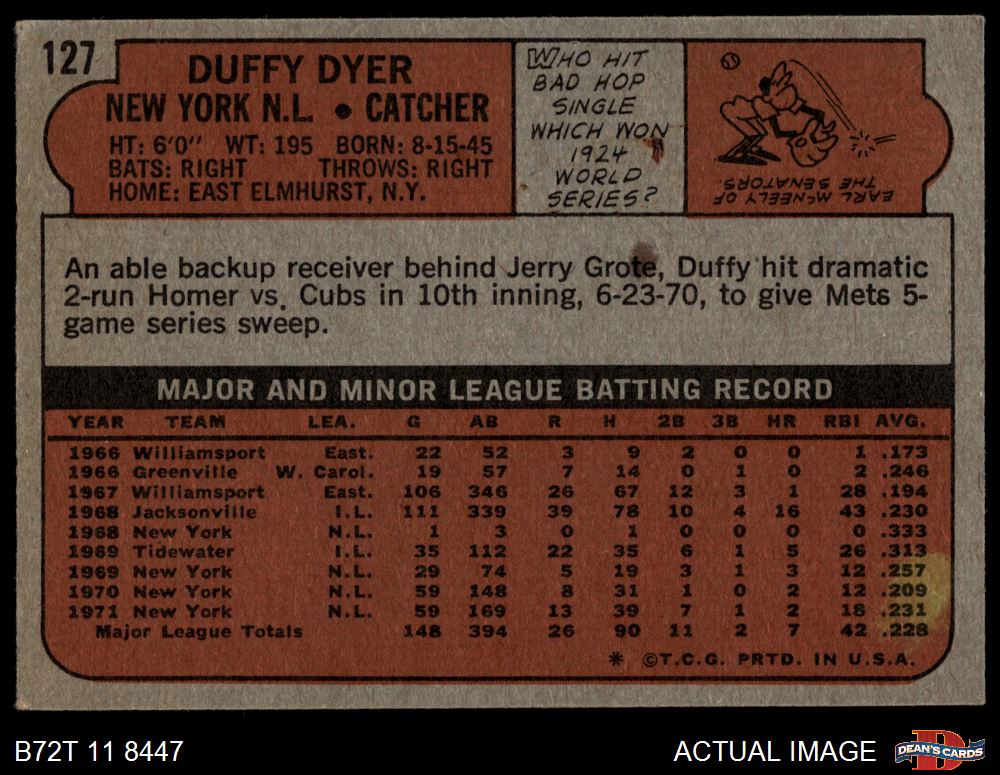 127
DUFFY DYER
NEW YORK N.L. • CATCHER
HT: 6'0" WT: 195 BORN: 8-15-45
BATS: RIGHT THROWS: RIGHT
HOME: EAST ELMHURST, N.Y.
WHO HIT
BAD HOP
SINGLE
WHICH WON
1924
WORLD
SERIES?
EARL McNEELY OF
THE SENATORS.
An able backup receiver behind Jerry Grote, Duffy hit dramatic
2-run Homer vs. Cubs in 10th inning, 6-23-70, to give Mets 5-
game series sweep.
MAJOR AND MINOR LEAGUE BATTING RECORD
YEAR TEAM LEA. G AB R H 2B 3B HR RBI AVG.
1966 Williamsport East. 22 52 3 9 2 0 0 1 .173
1966 Greenville W. Carol. 19 57 7 14 0 1 0 2 .246
1967 Williamsport East. 106 346 26 67 12 3 1 28 .194
1968 Jacksonville I.L. 111 339 39 78 10 4 16 43 .230
1968 New York N.L. 1 3 0 1 0 0 0 0 .333
1969 Tidewater I.L. 35 112 22 35 6 1 5 26 .313
1969 New York N.L. 29 74 5 19 3 1 3 12 .257
1970 New York N.L. 59 148 8 31 1 0 2 12 .209
1971 New York N.L. 59 169 13 39 7 1 2 18 .231
Major League Totals 148 394 26 90 11 2 7 42 .228
* ©T.C.G. PRTD. IN U.S.A.
B72T 11 8447
ACTUAL IMAGE
DEAN'S CARDS